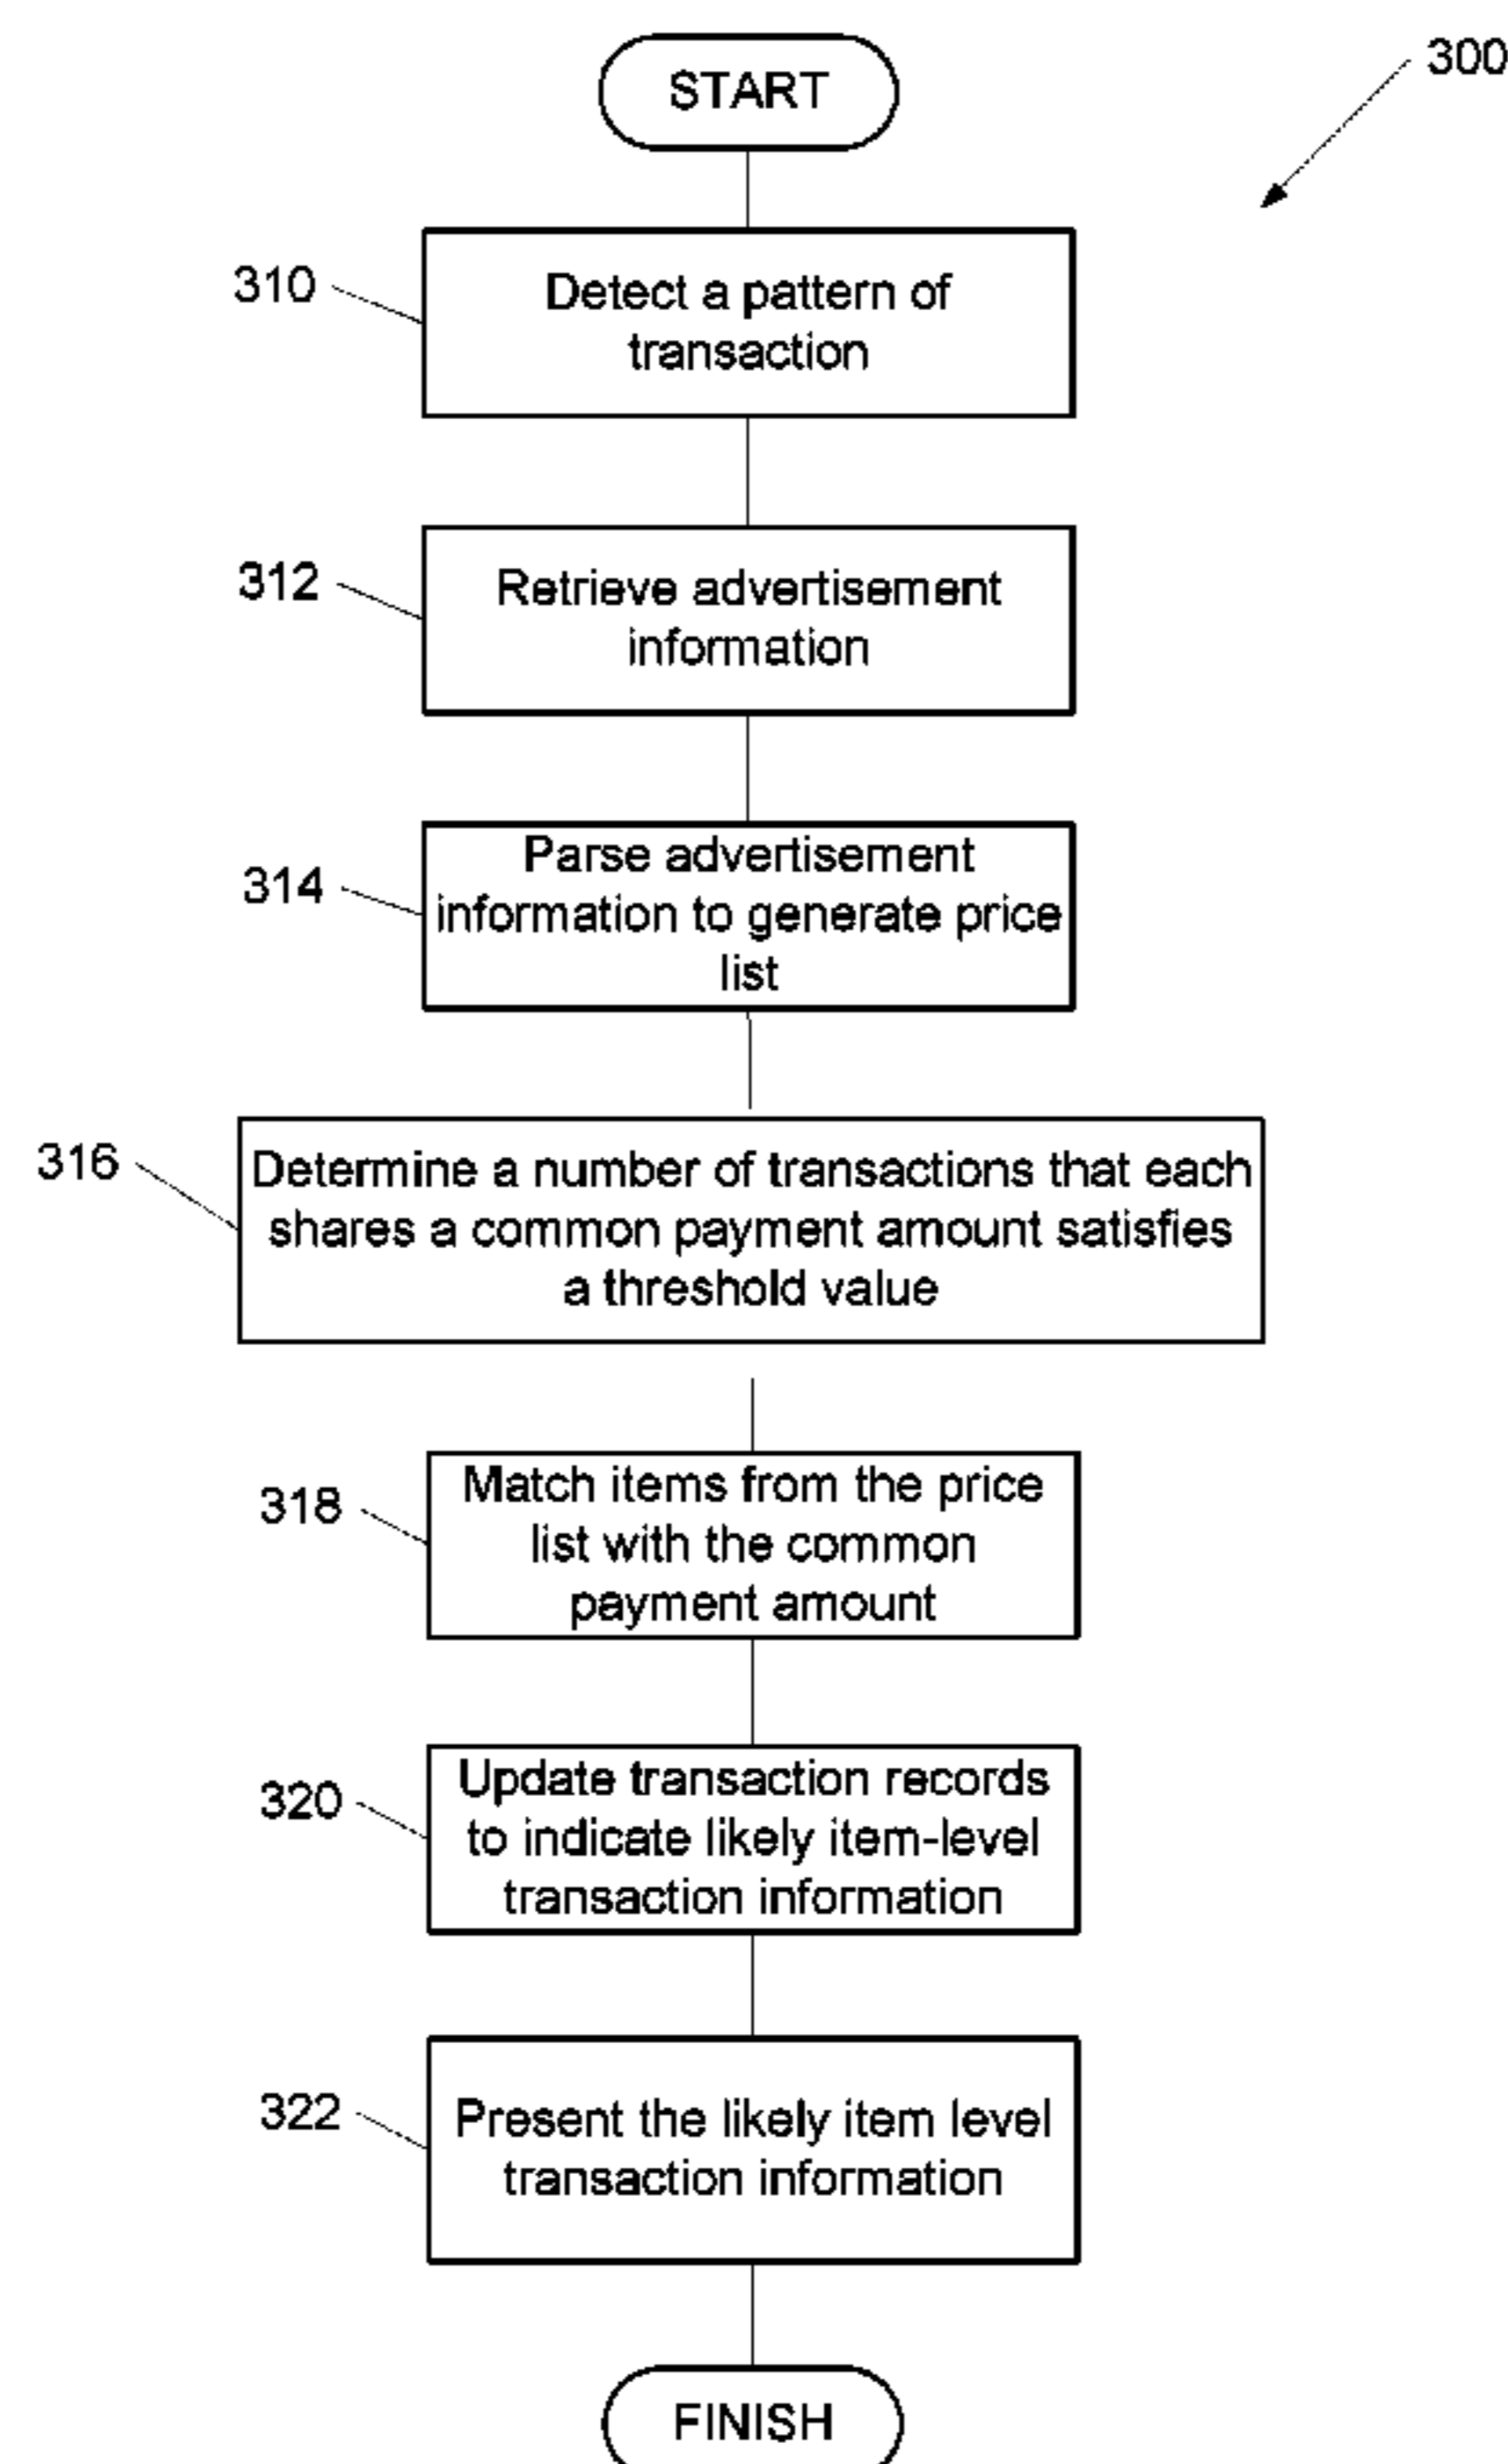 START
300
310
Detect a pattern of
transaction
312
Retrieve advertisement
information
314
Parse advertisement
information to generate price
list
316
Determine a number of transactions that each
shares a common payment amount satisfies
a threshold value
318
Match items from the price
list with the common
payment amount
320
Update transaction records
to indicate likely item-level
transaction information
322
Present the likely item level
transaction information
FINISH